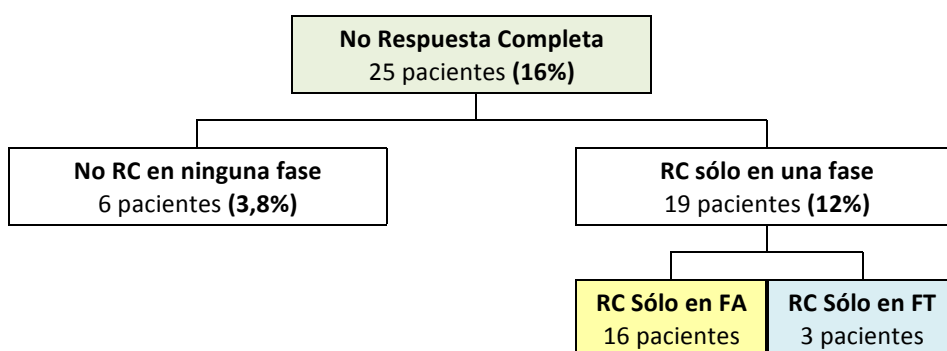 No Respuesta Completa
25 pacientes (16%)
No RC en ninguna fase
6 pacientes (3,8%)
RC sólo en una fase
19 pacientes (12%)
RC Sólo en FA
16 pacientes
RC Sólo en FT
3 pacientes